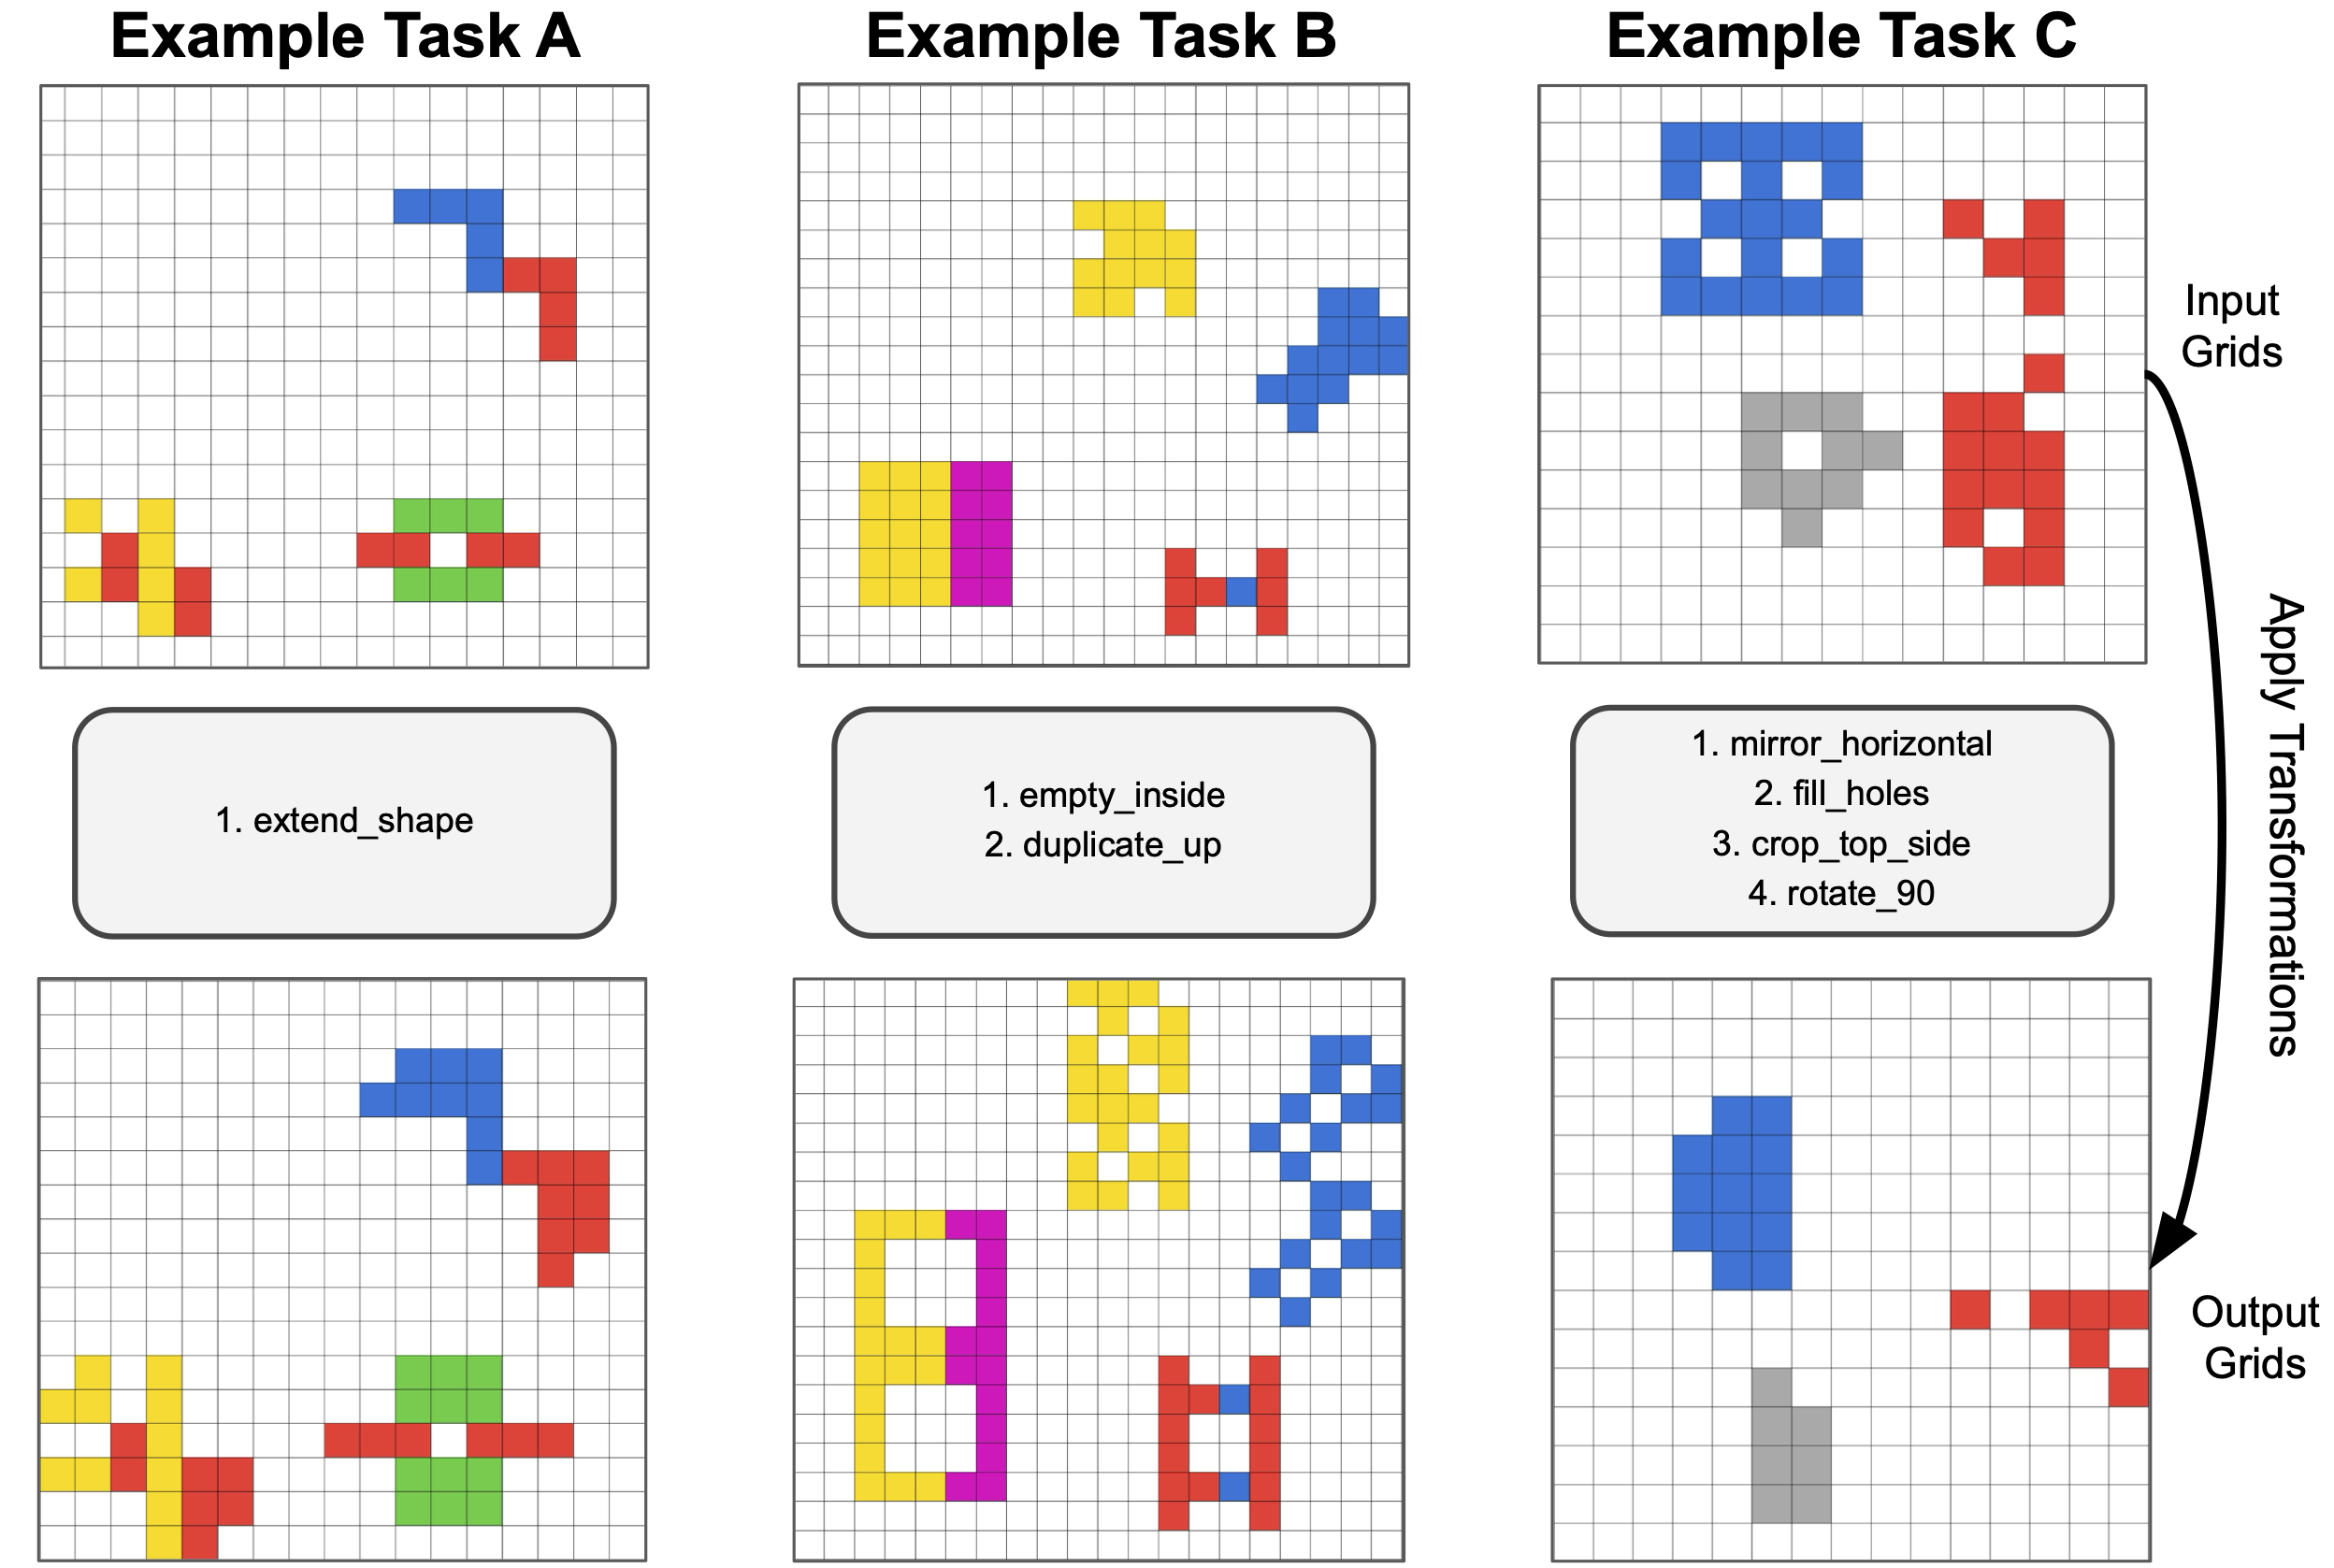 Example Task A
Example Task B
Example Task C
Input
Grids
1. extend_shape
1. empty_inside
2. duplicate_up
1. mirror_horizontal
2. fill_holes
3. crop_top_side
4. rotate_90
Apply Transformations
Output
Grids